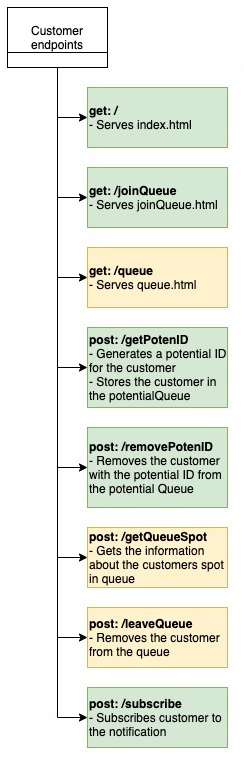 Customer
endpoints
get: /
- Serves index.html
get: /joinQueue
- Serves joinQueue.html
get: /queue
- Serves queue.html
post: /getPotenID
- Generates a potential ID
for the customer
- Stores the customer in
the potentialQueue
post: /removePotenID
- Removes the customer
with the potential ID from
the potential Queue
post: /getQueueSpot
- Gets the information
about the customers spot
in queue
post: /leaveQueue
- Removes the customer
from the queue
post: /subscribe
- Subscribes customer to
the notification